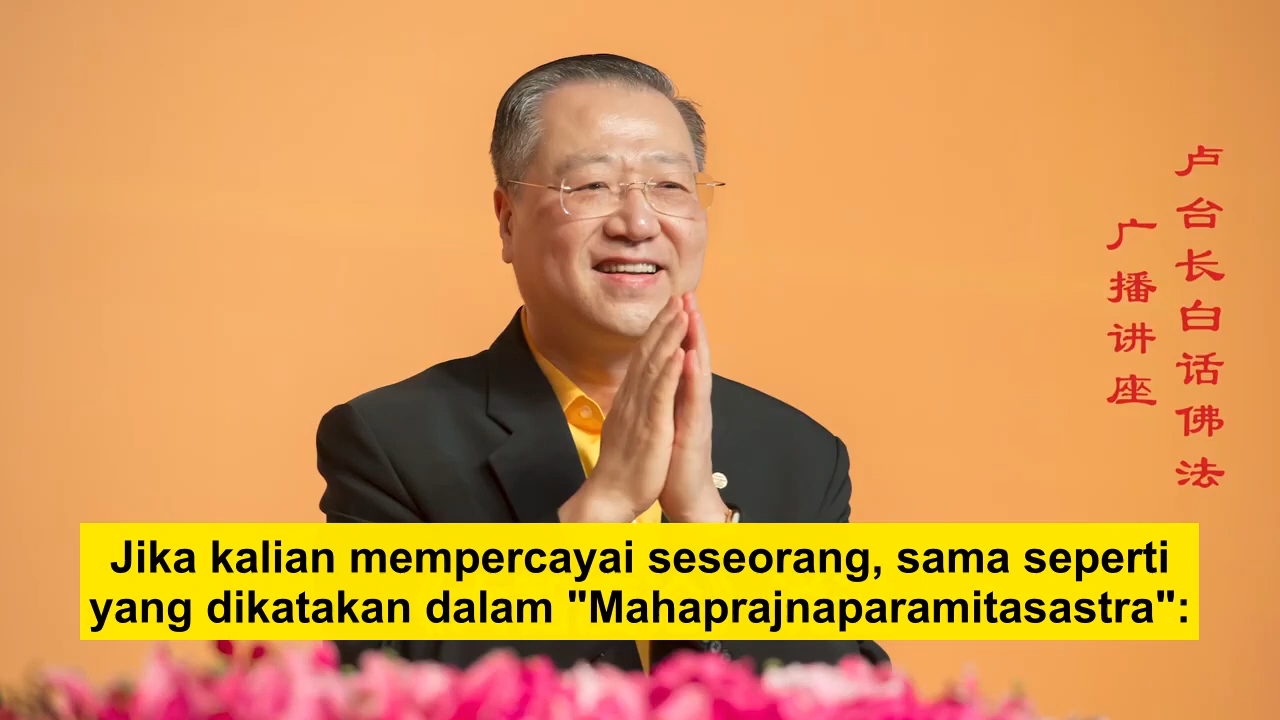 卢台长白话佛法
广播讲座
Jika kalian mempercayai seseorang, sama seperti
yang dikatakan dalam "Mahaprajnaparamitasastra":